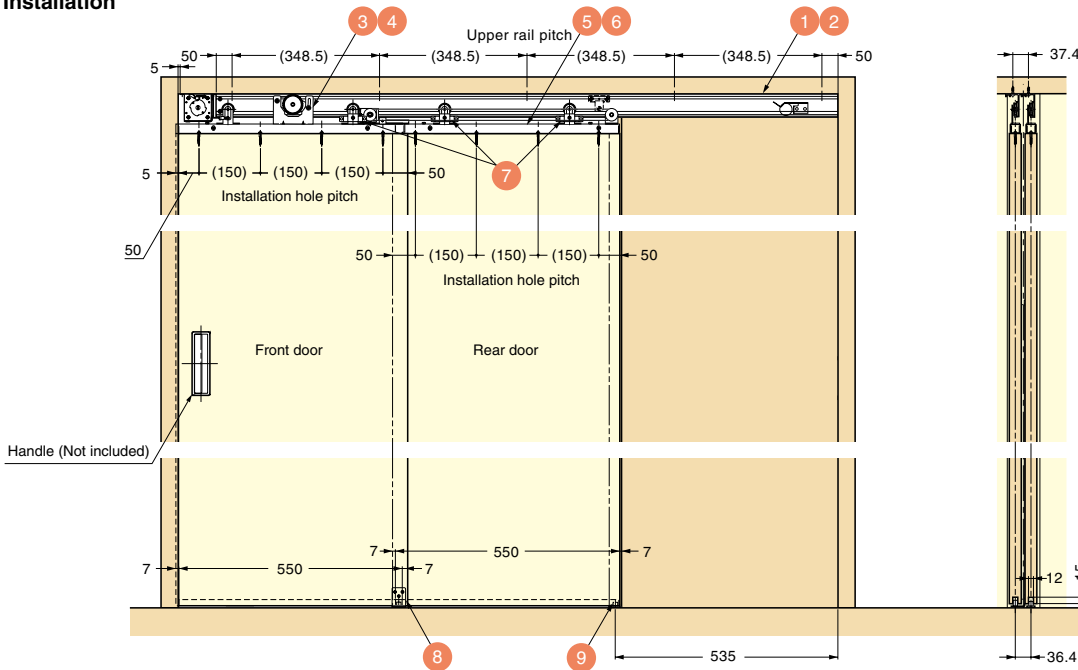 Installation
3 4 5 6 1 2
Upper rail pitch
5 50 (348.5) (348.5) (348.5) (348.5) 50 37.4
7
5 (150) (150) (150) 50
Installation hole pitch
50
50 (150) (150) (150) 50
Installation hole pitch
Front door
Rear door
Handle (Not included)
7 550 7
7 550 7
12
8
9
535
36.4